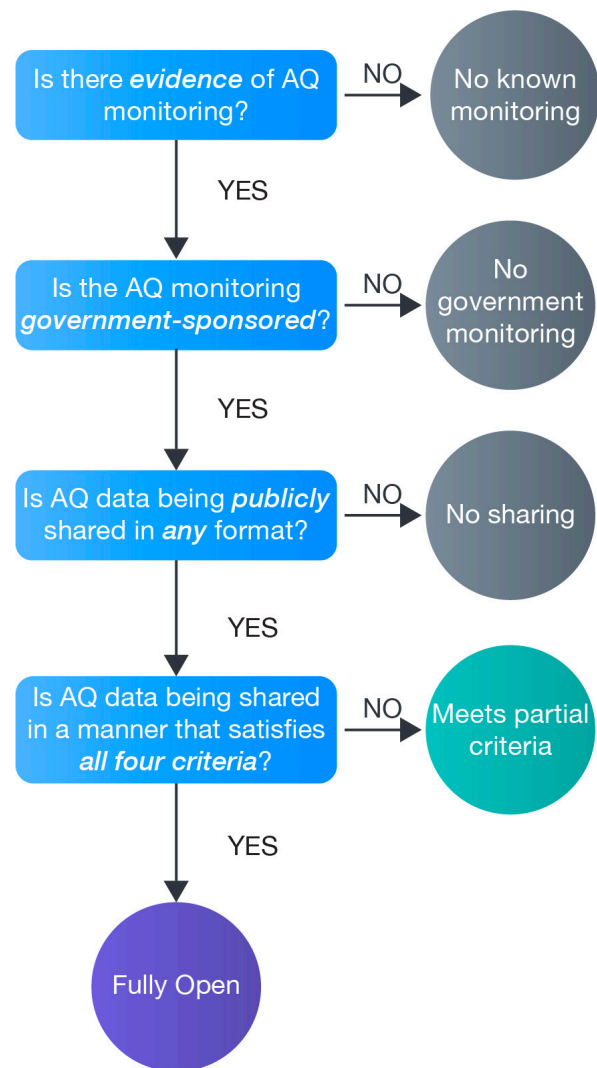 Is there evidence of AQ
monitoring?
NO
No known
monitoring
YES
Is the AQ monitoring
government-sponsored?
NO
No
government
monitoring
YES
Is AQ data being publicly
shared in any format?
NO
No sharing
YES
Is AQ data being shared
in a manner that satisfies
all four criteria?
NO
Meets partial
criteria
YES
Fully Open